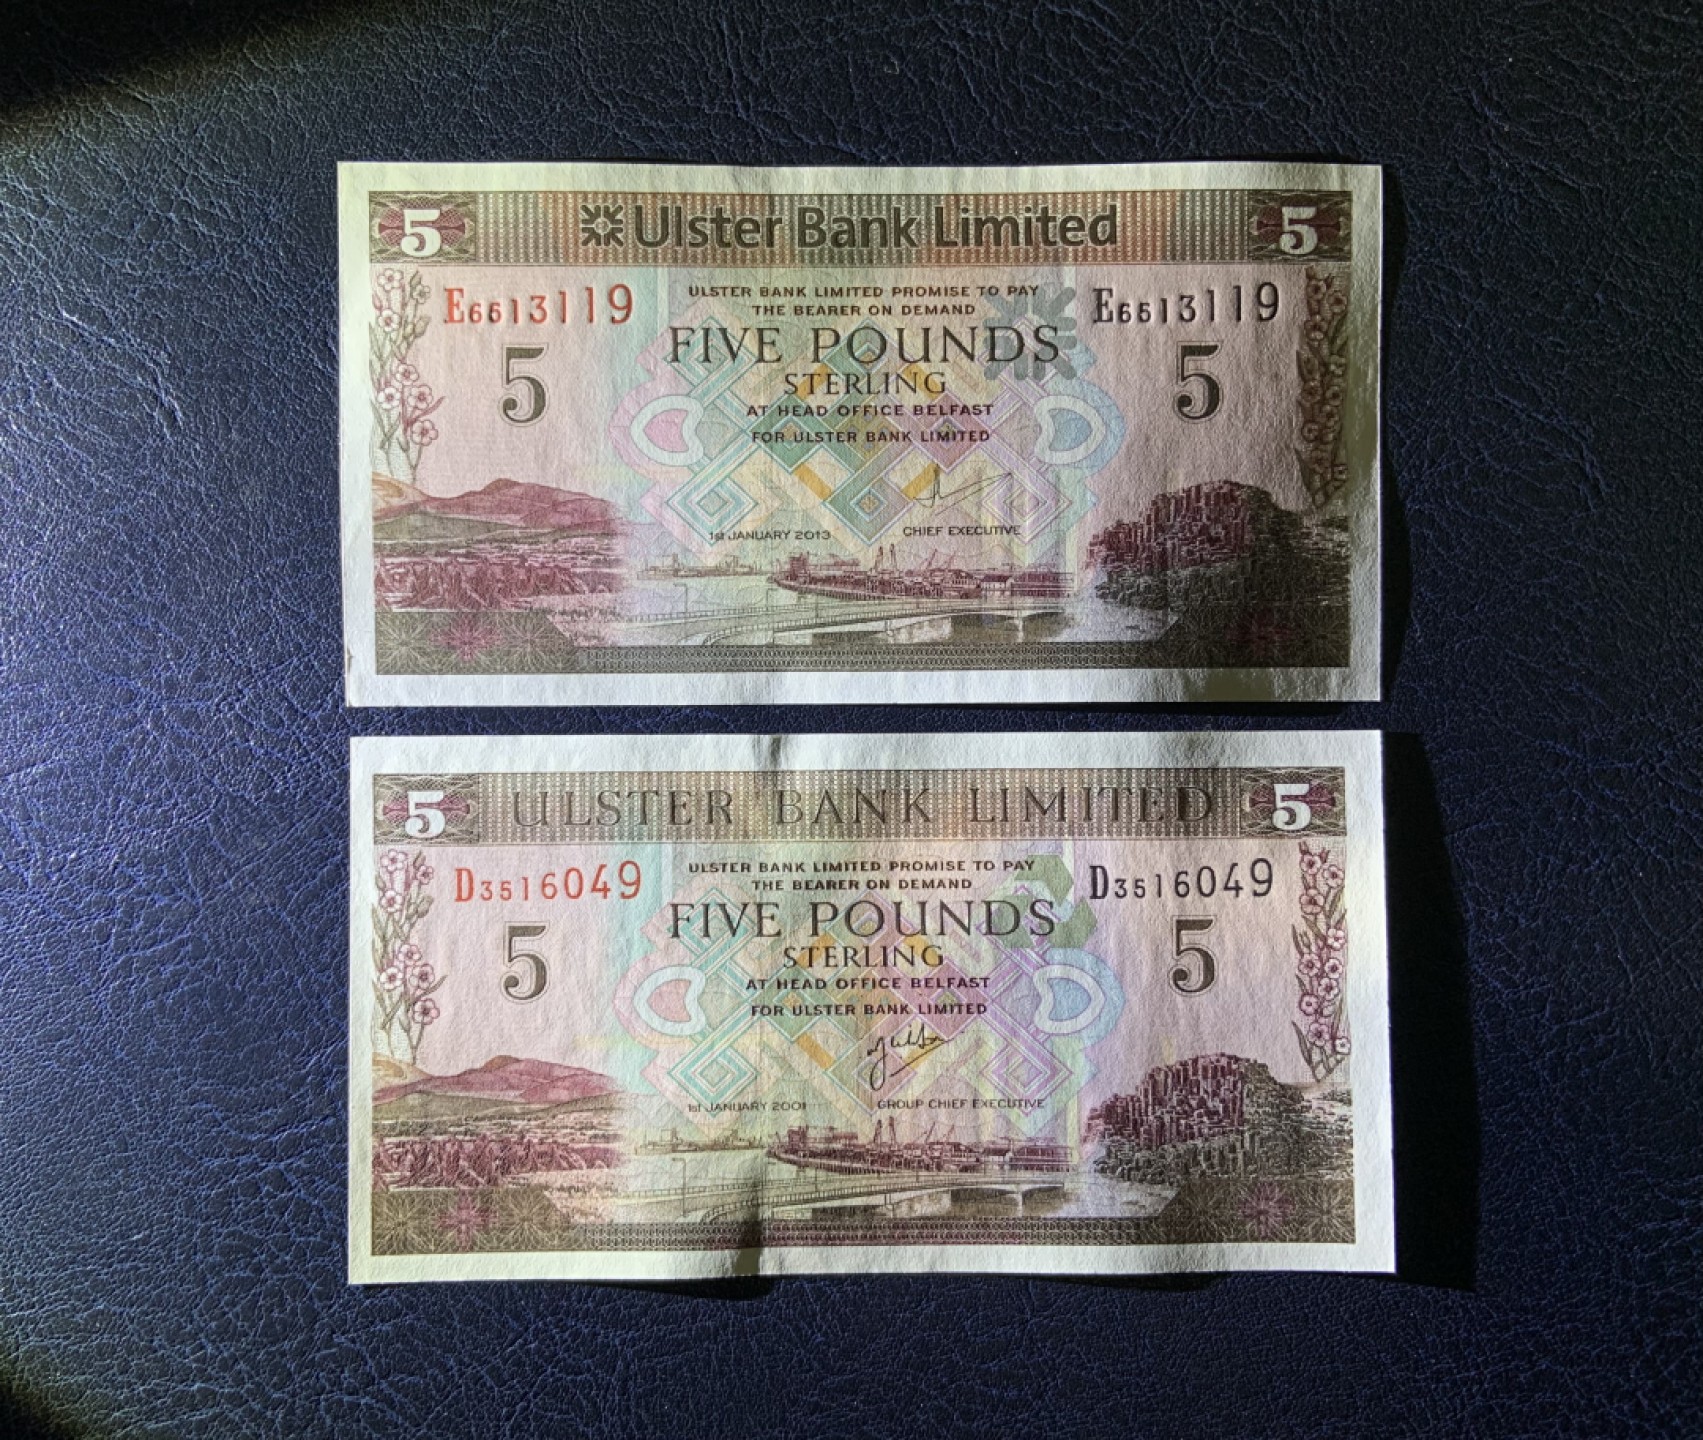 5 Ulster Bank Limited 5
E6613119 E6613119
ULSTER BANK LIMITED PROMISE TO PAY
THE BEARER ON DEMAND
FIVE POUNDS
STERLING
5 5
AT HEAD OFFICE BELFAST
FOR ULSTER BANK LIMITED
1st JANUARY 2013 CHIEF EXECUTIVE
5 ULSTER BANK LIMITED 5
D3516049 D3516049
ULSTER BANK LIMITED PROMISE TO PAY
THE BEARER ON DEMAND
FIVE POUNDS
STERLING
5 5
AT HEAD OFFICE BELFAST
FOR ULSTER BANK LIMITED
1st JANUARY 2001 GROUP CHIEF EXECUTIVE